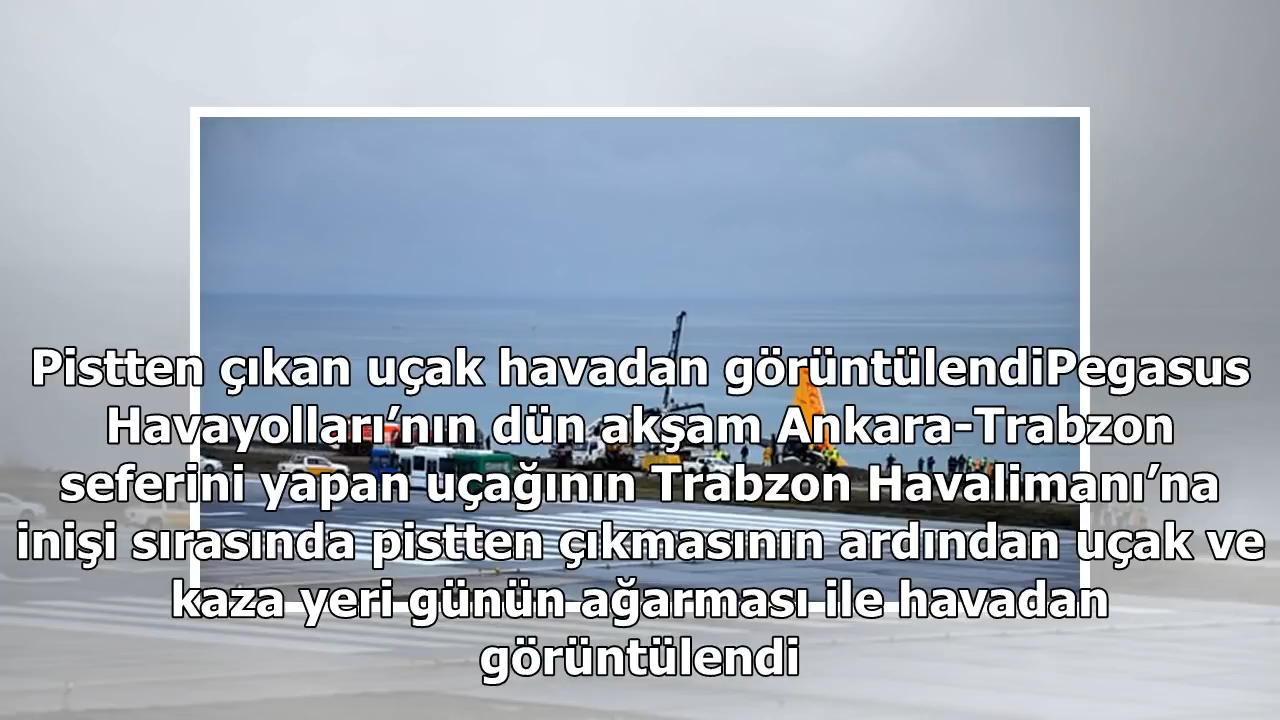 Pistten çıkan uçak havadan görüntülendiPegasus
Havayolları’nın dün akşam Ankara-Trabzon
seferini yapan uçağının Trabzon Havalimanı’na
inişi sırasında pistten çıkmasının ardından uçak ve
kaza yeri günün ağarması ile havadan
görüntülendi